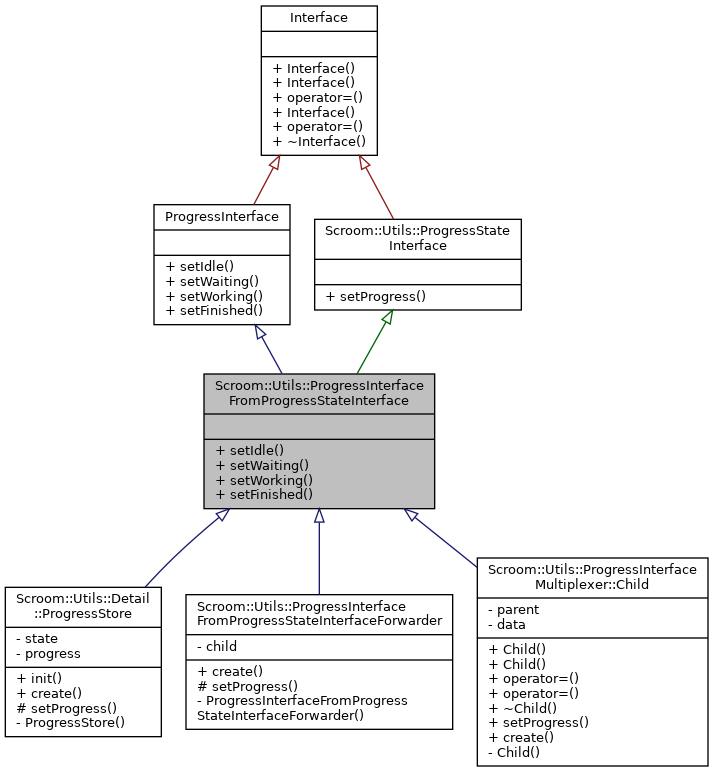 Interface
+ Interface()
+ Interface()
+ operator=()
+ Interface()
+ operator=()
+ ~Interface()
ProgressInterface
+ setIdle()
+ setWaiting()
+ setWorking()
+ setFinished()
Scroom::Utils::ProgressState
Interface
+ setProgress()
Scroom::Utils::ProgressInterface
FromProgressStateInterface
+ setIdle()
+ setWaiting()
+ setWorking()
+ setFinished()
Scroom::Utils::Detail
::ProgressStore
- state
- progress
+ init()
+ create()
# setProgress()
- ProgressStore()
Scroom::Utils::ProgressInterface
FromProgressStateInterfaceForwarder
- child
+ create()
# setProgress()
- ProgressInterfaceFromProgress
StateInterfaceForwarder()
Scroom::Utils::ProgressInterface
Multiplexer::Child
- parent
- data
+ Child()
+ Child()
+ operator=()
+ operator=()
+ ~Child()
+ setProgress()
+ create()
- Child()